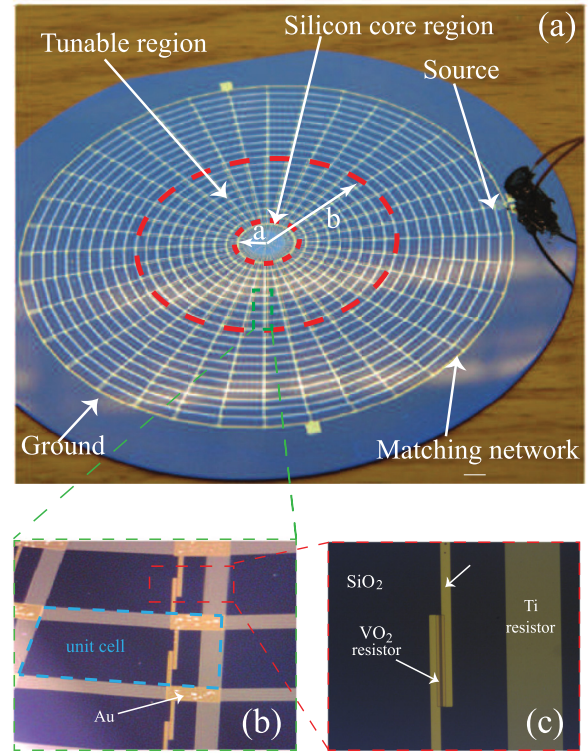 (a)
Silicon core region
Tunable region
Source
b
a
Ground
Matching network
SiO₂
Ti
resistor
VO₂
resistor
unit cell
Au
(b)
(c)